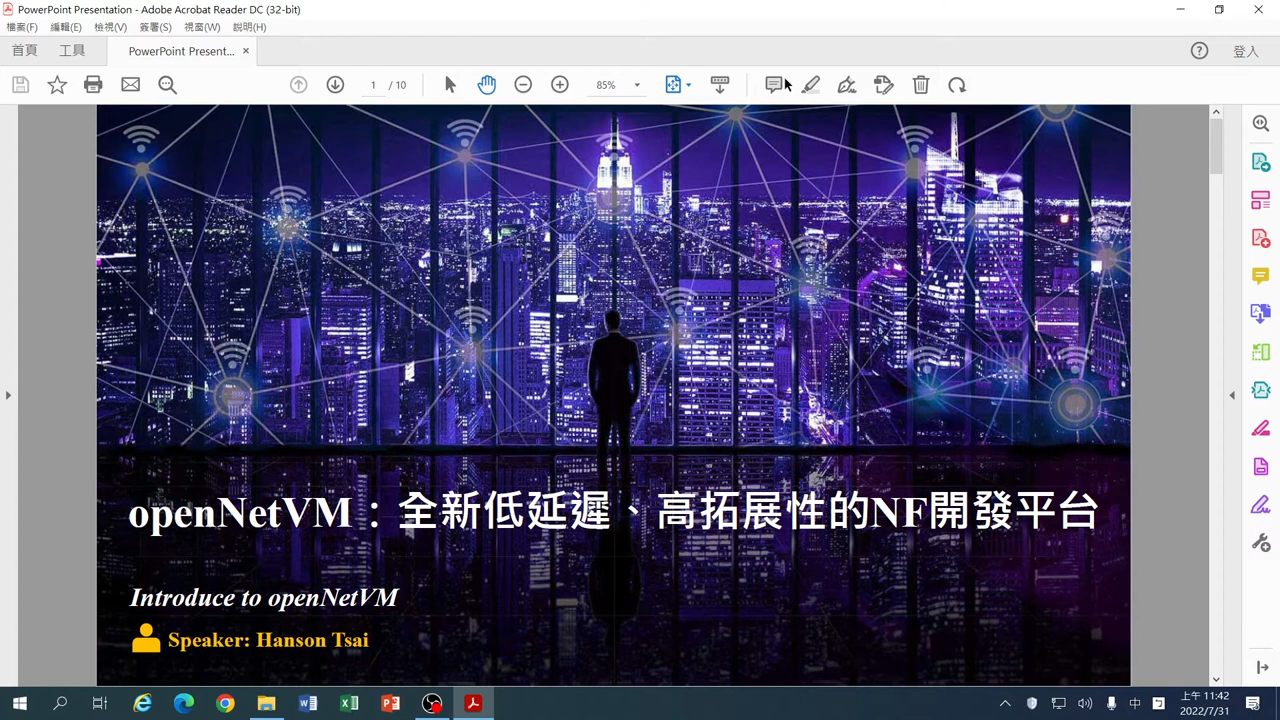 PowerPoint Presentation - Adobe Acrobat Reader DC (32-bit)
檔案(F) 編輯(E) 檢視(V) 簽署(S) 視窗(W) 說明(H)
首頁 工具 PowerPoint Present... × 登入
1 / 10 85%
openNetVM：全新低延遲、高拓展性的NF開發平台
Introduce to openNetVM
Speaker: Hanson Tsai
中
上午 11:42
2022/7/31